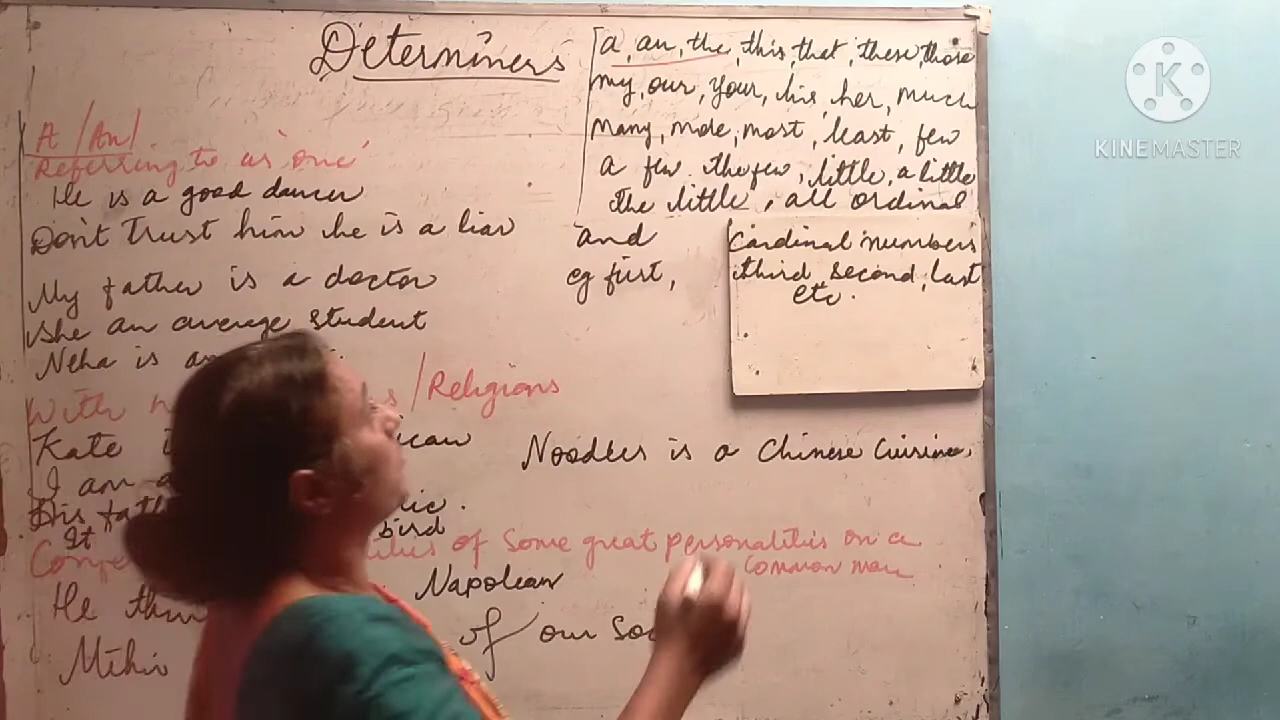 Determiners
a, an, the, this, that, these, those
my, our, your, his, her, much
many, more, most, least, few
a few, the few, little, a little
The little, all ordinal
and cardinal numbers
eg first, third, second, last
etc.
A / An
Referring to as 'one'
He is a good dancer
Don't trust him he is a liar
My father is a doctor
She an average student
Neha is an
With / Religions
Kate
I am a
Noodles is a Chinese Cuisine.
His
It bird
of some great personalities on a
common man
He Napolean
Mihir of our
K
KINEMASTER